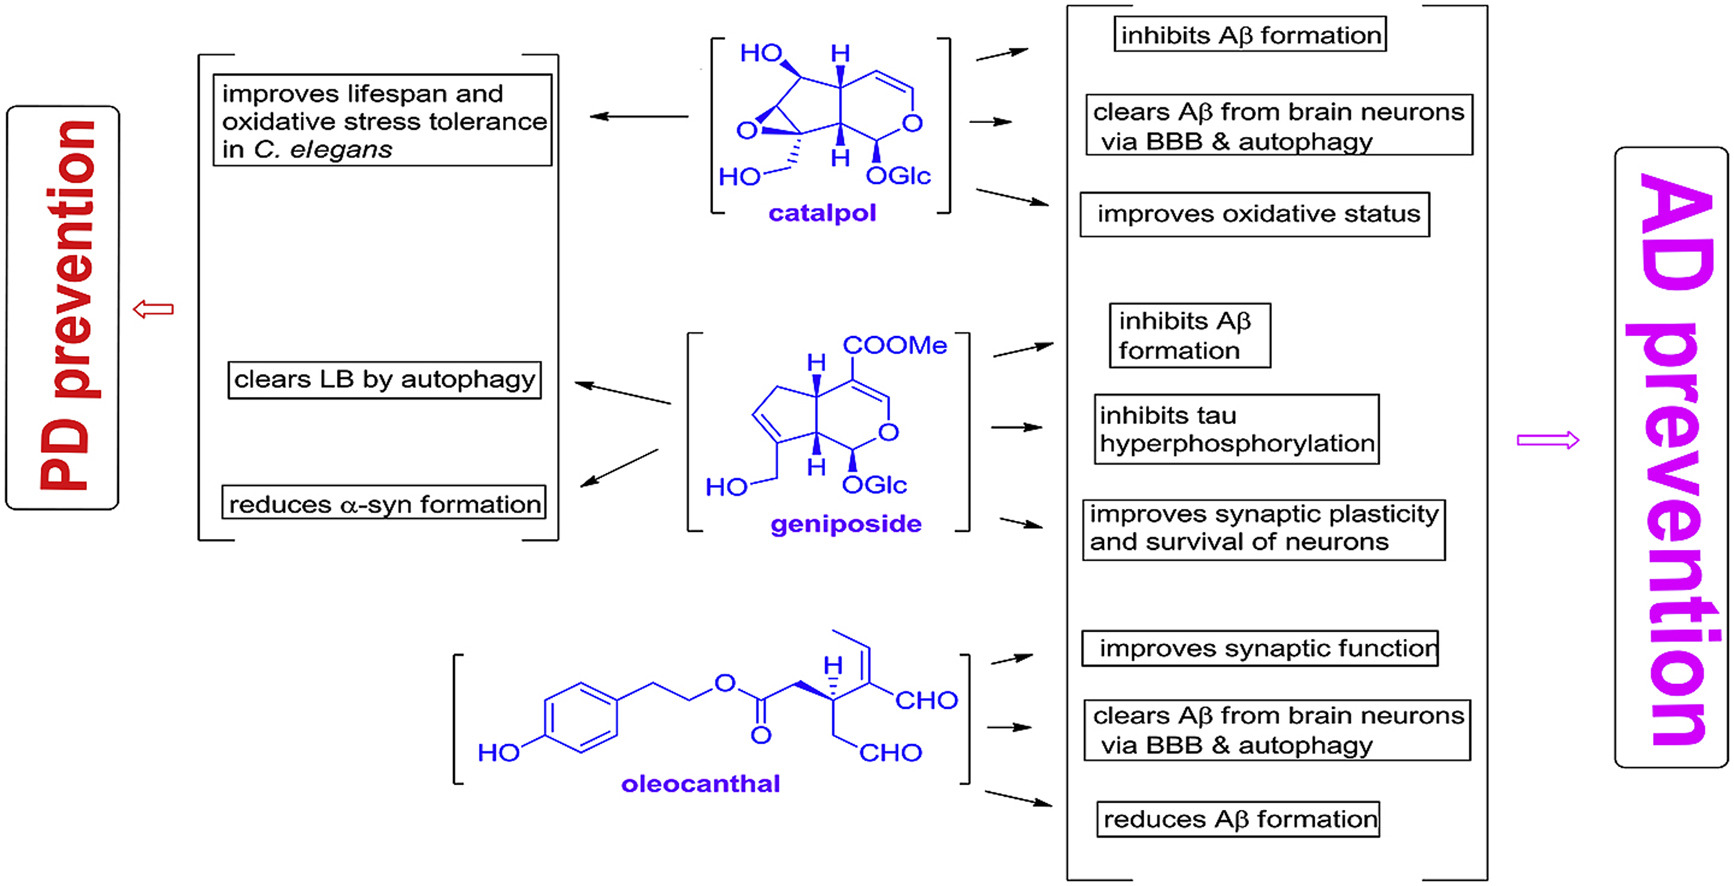 PD prevention
improves lifespan and
oxidative stress tolerance
in C. elegans
clears LB by autophagy
reduces α-syn formation
HO
H
O
O
H
HO
OGlc
catalpol
COOMe
H
O
H
HO
OGlc
geniposide
H
O
CHO
O
HO
CHO
oleocanthal
inhibits Aβ formation
clears Aβ from brain neurons
via BBB & autophagy
improves oxidative status
inhibits Aβ
formation
inhibits tau
hyperphosphorylation
improves synaptic plasticity
and survival of neurons
improves synaptic function
clears Aβ from brain neurons
via BBB & autophagy
reduces Aβ formation
AD prevention